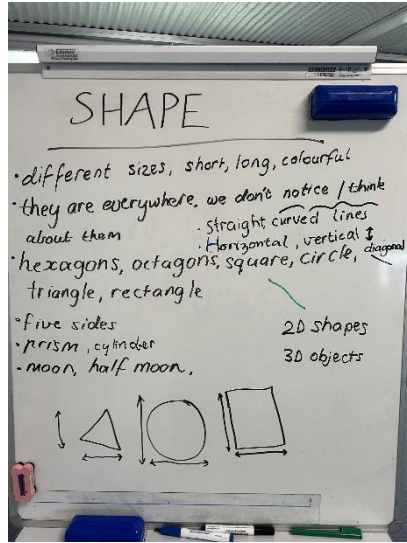 SHAPE
• different sizes, short, long, colourful
• they are everywhere, we don't notice / think
about them
• straight, curved lines
• Horizontal, vertical ↕
diagonal
• hexagons, octagons, square, circle,
triangle, rectangle
• five sides
• prism, cylinder
• moon, half moon,
2D shapes
3D objects